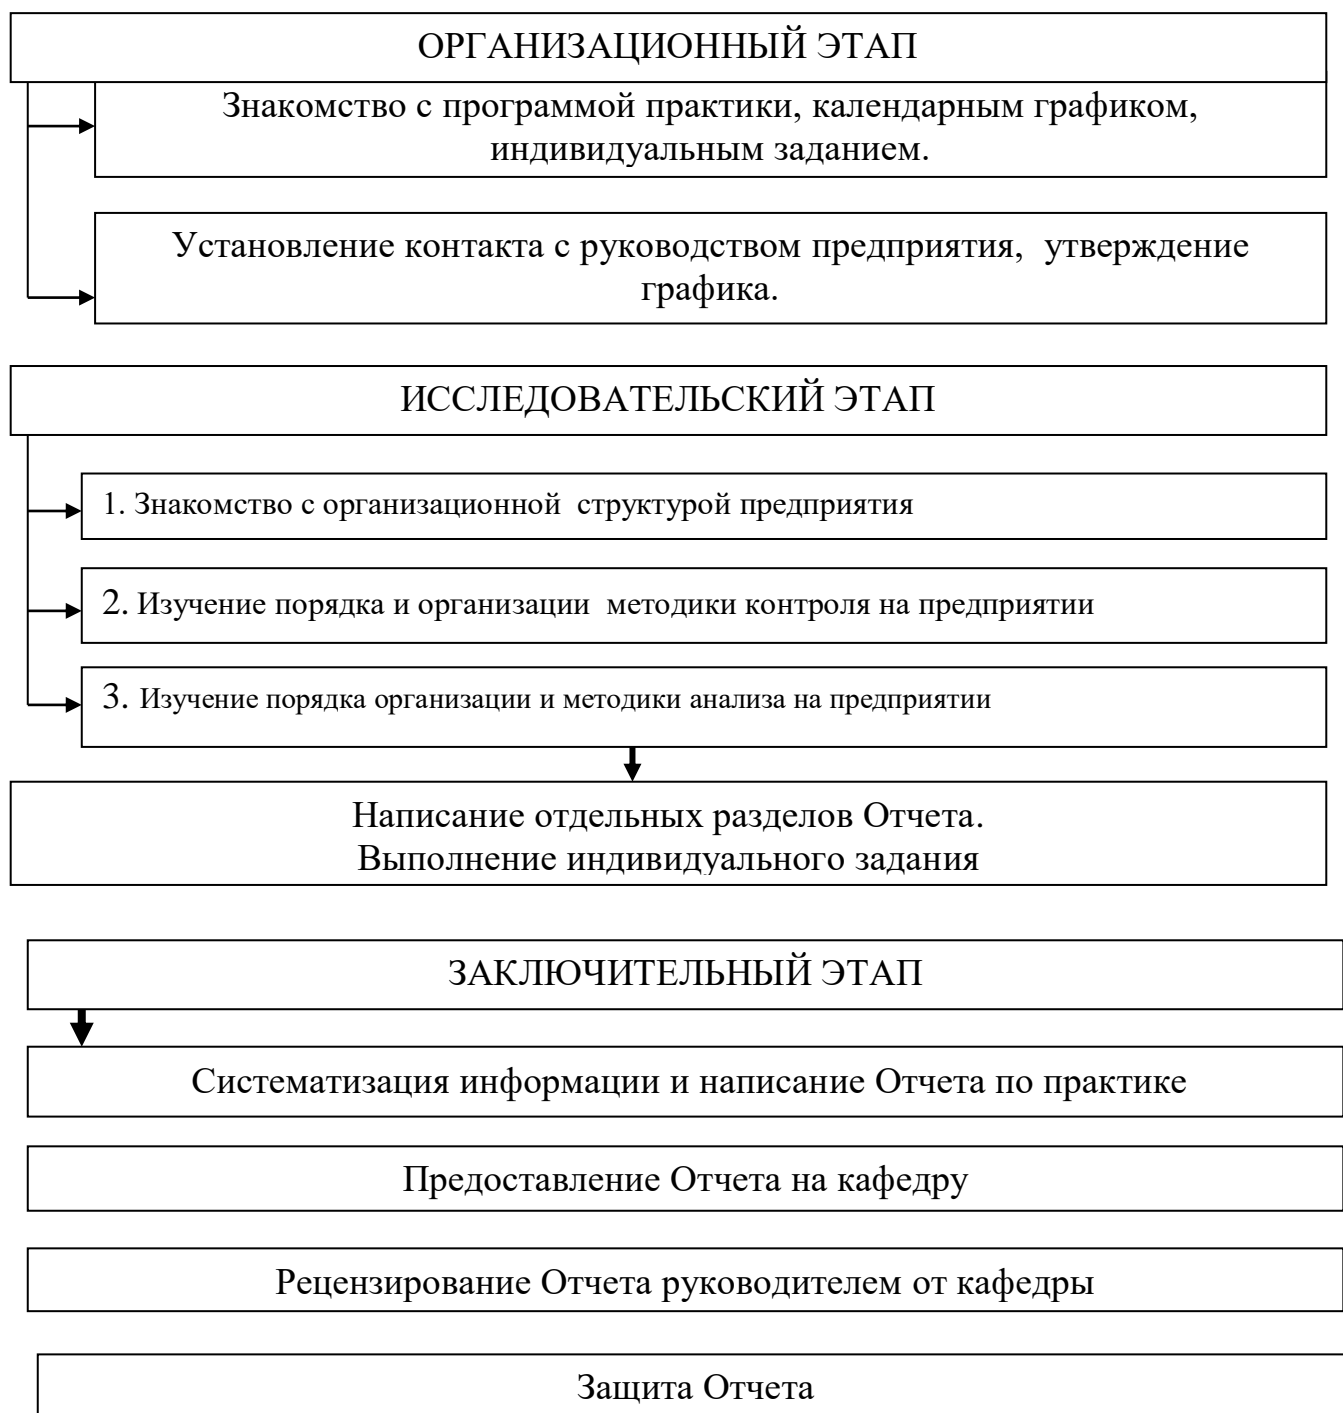 ОРГАНИЗАЦИОННЫЙ ЭТАП
Знакомство с программой практики, календарным графиком,
индивидуальным заданием.
Установление контакта с руководством предприятия, утверждение
графика.
ИССЛЕДОВАТЕЛЬСКИЙ ЭТАП
1. Знакомство с организационной структурой предприятия
2. Изучение порядка и организации методики контроля на предприятии
3. Изучение порядка организации и методики анализа на предприятии
Написание отдельных разделов Отчета.
Выполнение индивидуального задания
ЗАКЛЮЧИТЕЛЬНЫЙ ЭТАП
Систематизация информации и написание Отчета по практике
Предоставление Отчета на кафедру
Рецензирование Отчета руководителем от кафедры
Защита Отчета